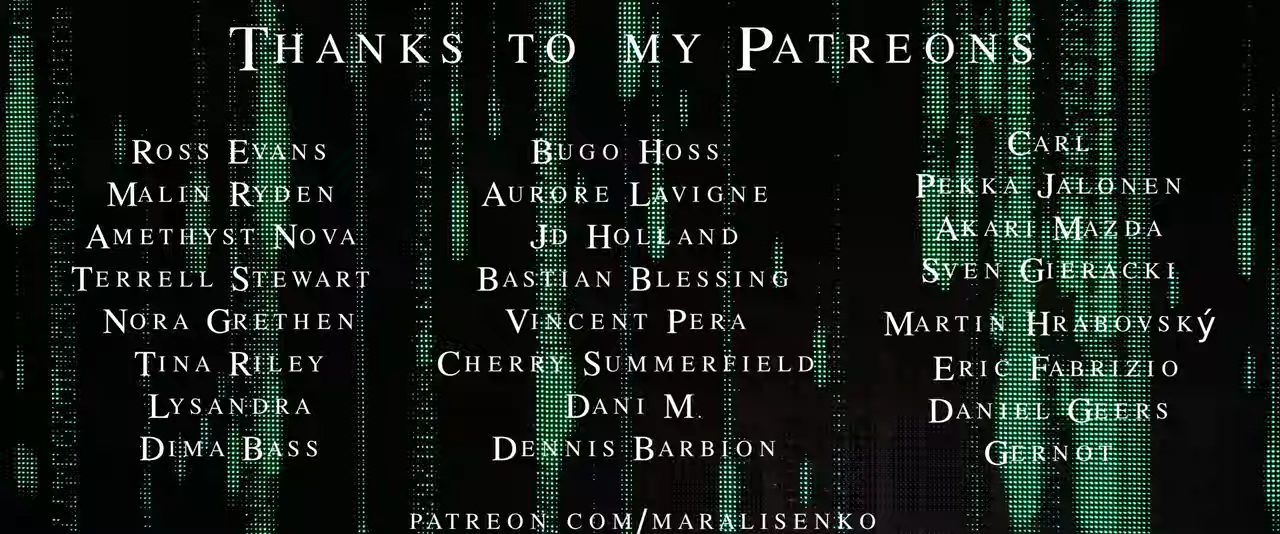 Thanks to my Patreons
Ross Evans
Malin Ryden
Amethyst Nova
Terrell Stewart
Nora Grethen
Tina Riley
Lysandra
Dima Bass
Bugo Hoss
Aurore Lavigne
Jd Holland
Bastian Blessing
Vincent Pera
Cherry Summerfield
Dani M.
Dennis Barbion
Carl
Pekka Jalonen
Akari Mazda
Sven Gieracki
Martin Hrabovský
Eric Fabrizio
Daniel Geers
Gernot
patreon.com/maralisenko